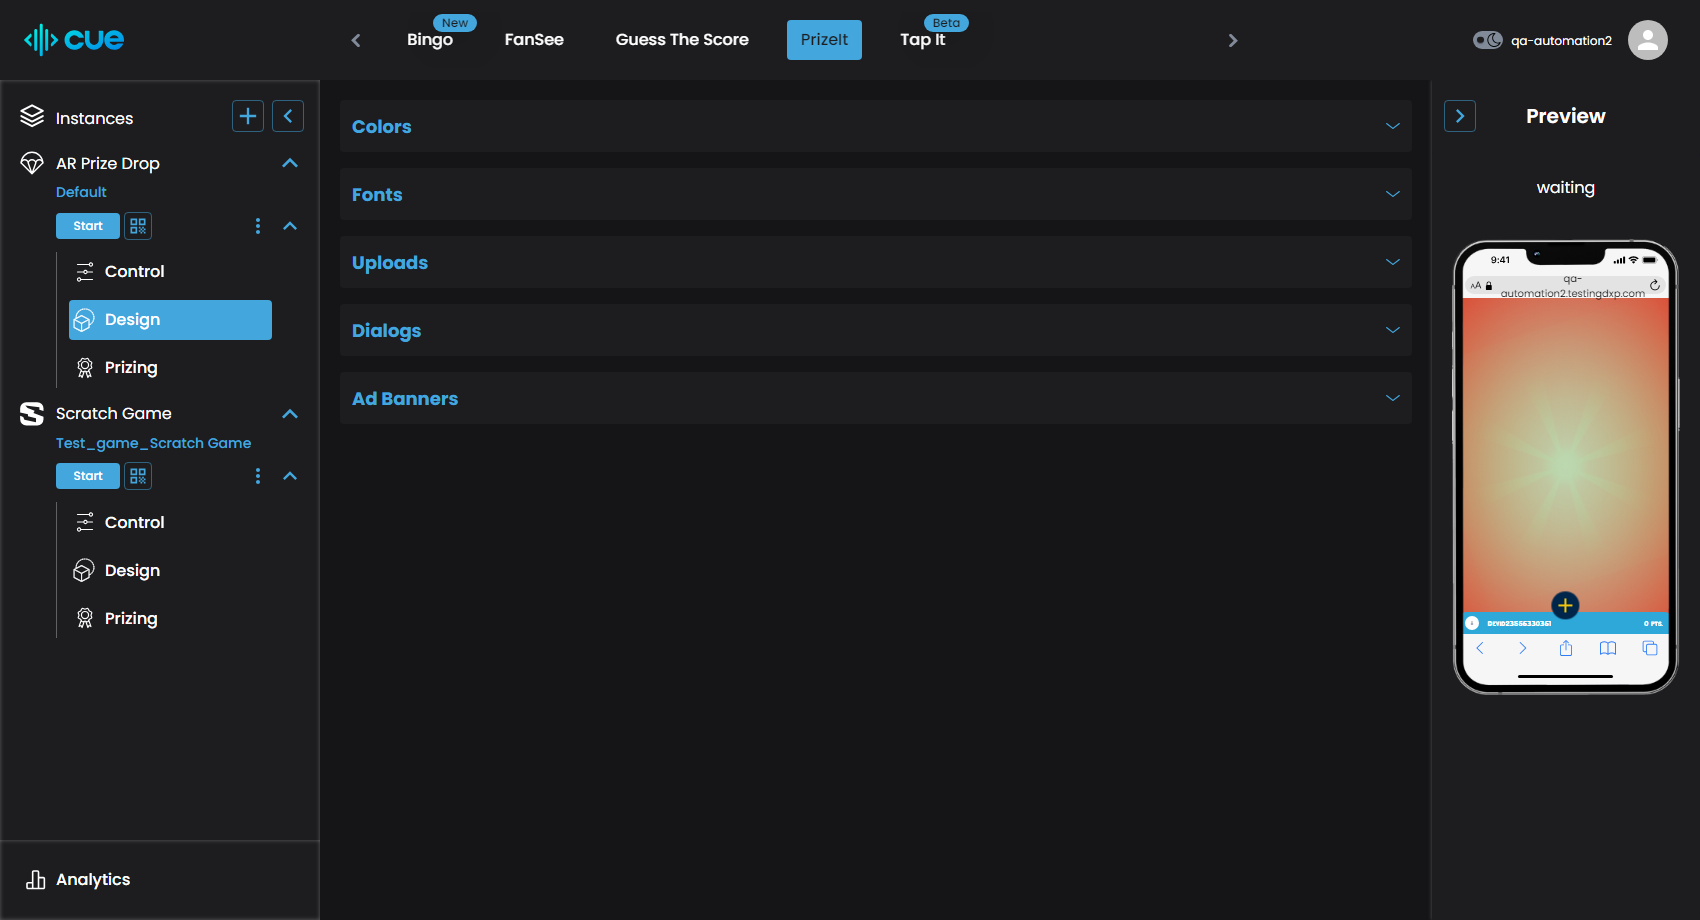 cue
New
Bingo
FanSee
Guess The Score
PrizeIt
Beta
Tap It
qa-automation2
Instances
AR Prize Drop
Default
Start
Control
Design
Prizing
Scratch Game
Test_game_Scratch Game
Start
Control
Design
Prizing
Analytics
Colors
Fonts
Uploads
Dialogs
Ad Banners
Preview
waiting
9:41
AA
qa-
automation2.testingdxp.com
0 PTS.